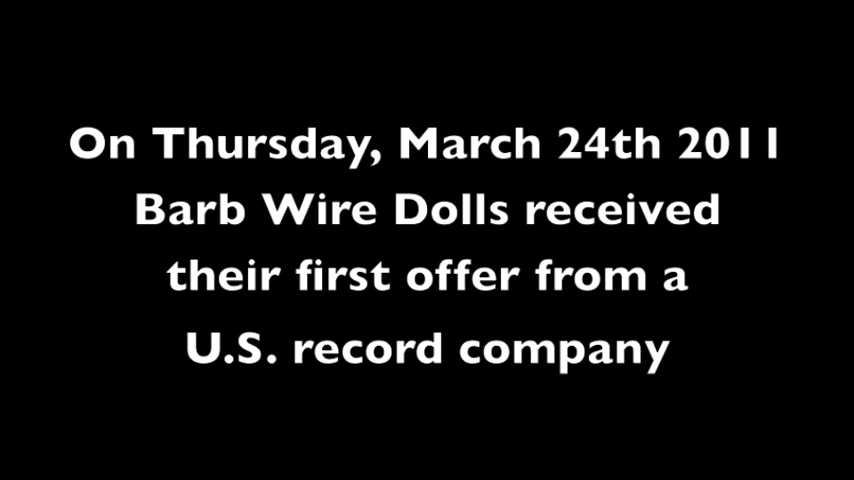 On Thursday, March 24th 2011
Barb Wire Dolls received
their first offer from a
U.S. record company